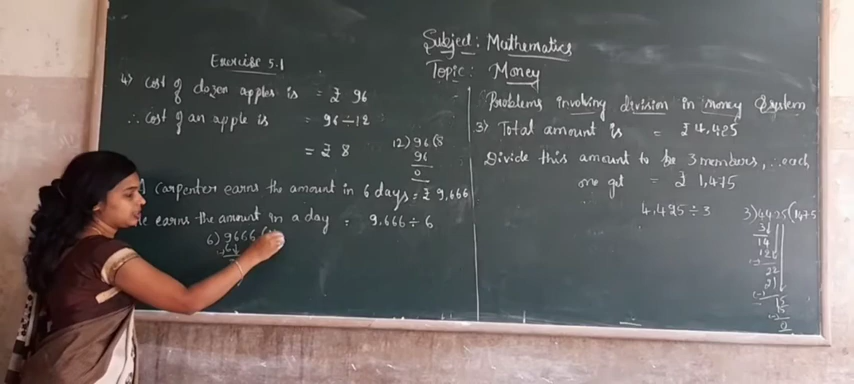 Subject: Mathematics
Topic: Money
Exercise 5.1
4) Cost of dozen apples is = ₹ 96
∴ Cost of an apple is = 96 ÷ 12
= ₹ 8
12) 96 (8
96
0
A carpenter earns the amount in 6 days = ₹ 9,666
He earns the amount in a day = 9,666 ÷ 6
6) 9666 (
Problems involving division in money system
3) Total amount is = ₹ 4,425
Divide this amount to be 3 members, ∴ each
one get = ₹ 1,475
4,425 ÷ 3
3) 4425 (1475
3
14
12
22
21
15
15
0